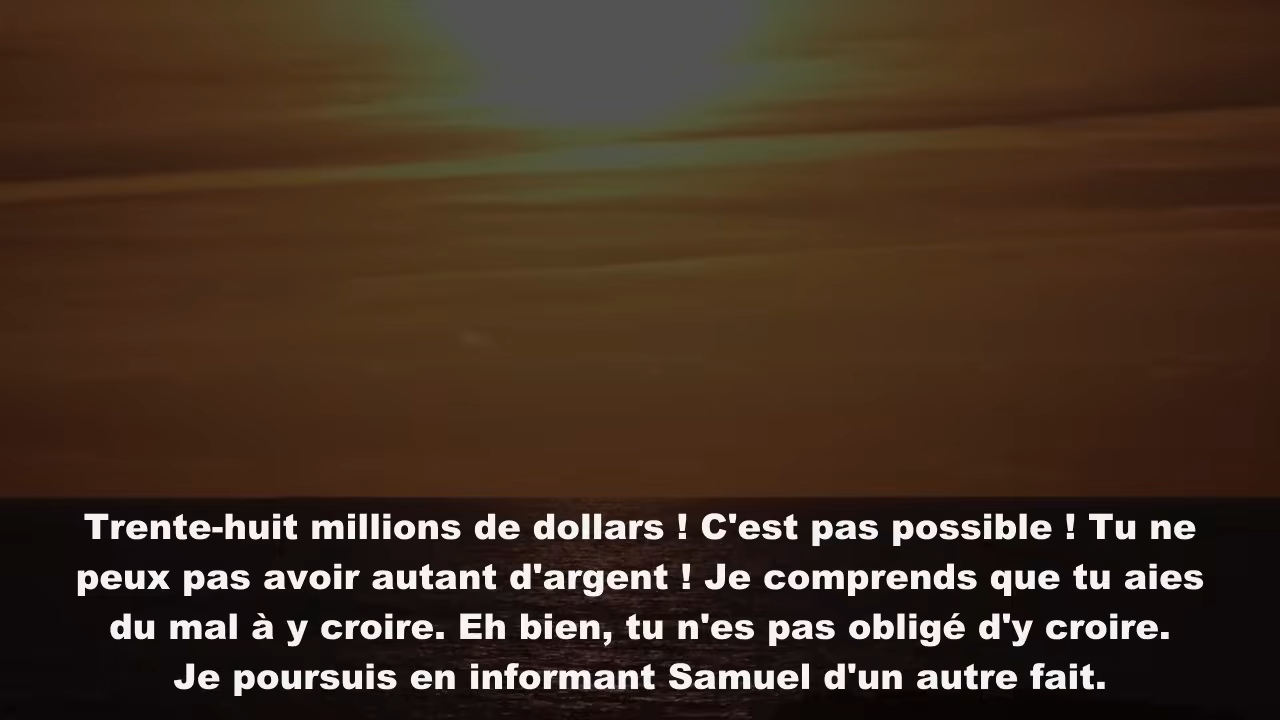 Trente-huit millions de dollars ! C'est pas possible ! Tu ne
peux pas avoir autant d'argent ! Je comprends que tu aies
du mal à y croire. Eh bien, tu n'es pas obligé d'y croire.
Je poursuis en informant Samuel d'un autre fait.